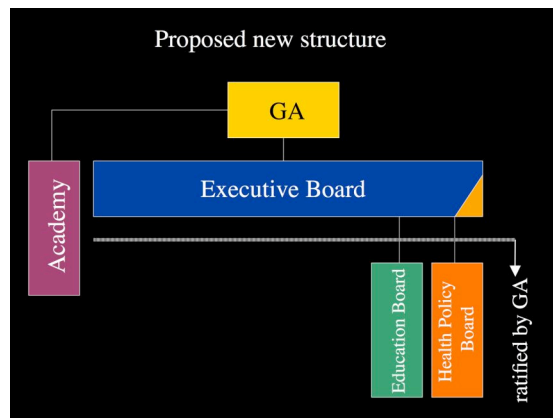 Proposed new structure
GA
Executive Board
Academy
Education Board
Health Policy
Board
ratified by GA